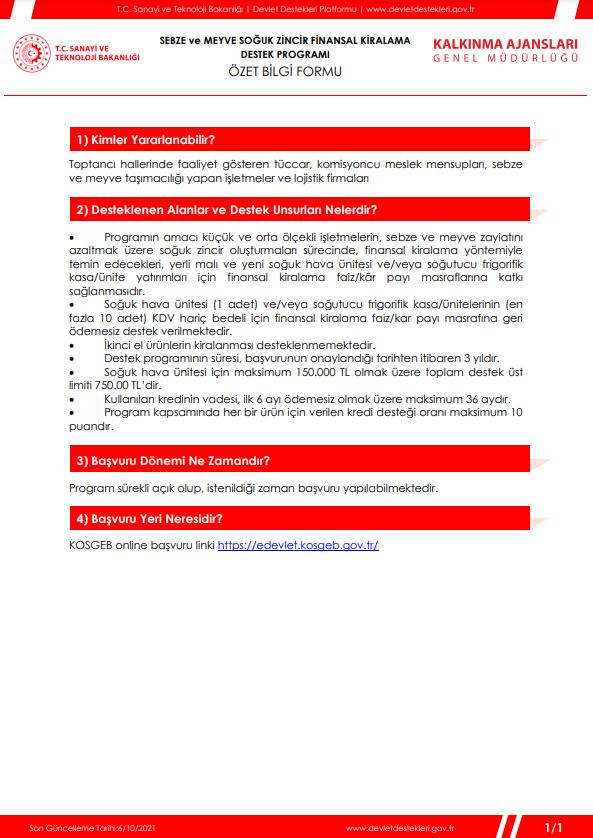 T.C. Sanayi ve Teknoloji Bakanlığı | Devlet Destekleri Platformu | www.devletdestekleri.gov.tr
T.C. SANAYİ VE
TEKNOLOJİ BAKANLIĞI
SEBZE ve MEYVE SOĞUK ZİNCİR FİNANSAL KİRALAMA
DESTEK PROGRAMI
ÖZET BİLGİ FORMU
KALKINMA AJANSLARI
GENEL MÜDÜRLÜĞÜ
1) Kimler Yararlanabilir?
Toptancı hallerinde faaliyet gösteren tüccar, komisyoncu meslek mensupları, sebze
ve meyve taşımacılığı yapan işletmeler ve lojistik firmaları
2) Desteklenen Alanlar ve Destek Unsurları Nelerdir?
• Programın amacı küçük ve orta ölçekli işletmelerin, sebze ve meyve zayiatını
azaltmak üzere soğuk zincir oluşturmaları sürecinde, finansal kiralama yöntemiyle
temin edecekleri, yerli malı ve yeni soğuk hava ünitesi ve/veya soğutucu frigorifik
kasa/ünite yatırımları için finansal kiralama faiz/kâr payı masraflarına katkı
sağlanmasıdır.
• Soğuk hava ünitesi (1 adet) ve/veya soğutucu frigorifik kasa/ünitelerinin (en
fazla 10 adet) KDV hariç bedeli için finansal kiralama faiz/kar payı masrafına geri
ödemesiz destek verilmektedir.
• İkinci el ürünlerin kiralanması desteklenmemektedir.
• Destek programının süresi, başvurunun onaylandığı tarihten itibaren 3 yıldır.
• Soğuk hava ünitesi için maksimum 150.000 TL olmak üzere toplam destek üst
limiti 750.00 TL'dir.
• Kullanılan kredinin vadesi, ilk 6 ayı ödemesiz olmak üzere maksimum 36 aydır.
• Program kapsamında her bir ürün için verilen kredi desteği oranı maksimum 10
puandır.
3) Başvuru Dönemi Ne Zamandır?
Program sürekli açık olup, istenildiği zaman başvuru yapılabilmektedir.
4) Başvuru Yeri Neresidir?
KOSGEB online başvuru linki https://edevlet.kosgeb.gov.tr/
Son Güncelleme Tarihi:6/10/2021
www.devletdestekleri.gov.tr
1/1